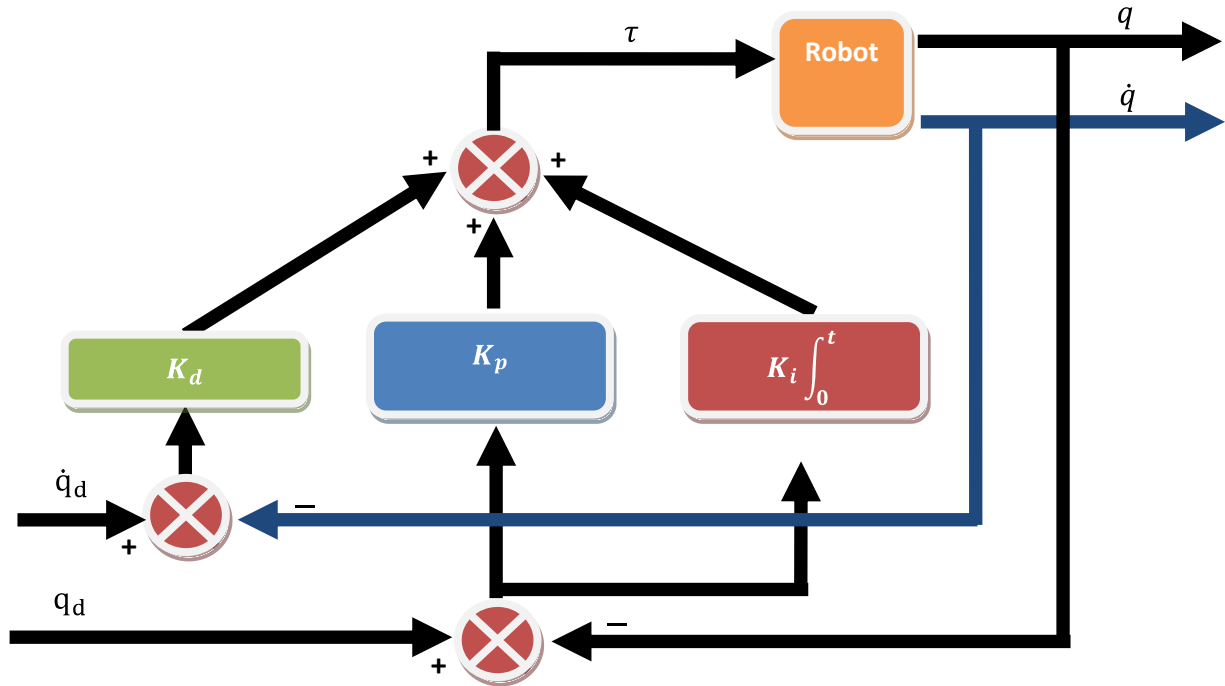 τ
Robot
q
q̇
+
+
+
K_d
K_p
K_i ∫_0^t
q̇_d
−
+
q_d
−
+